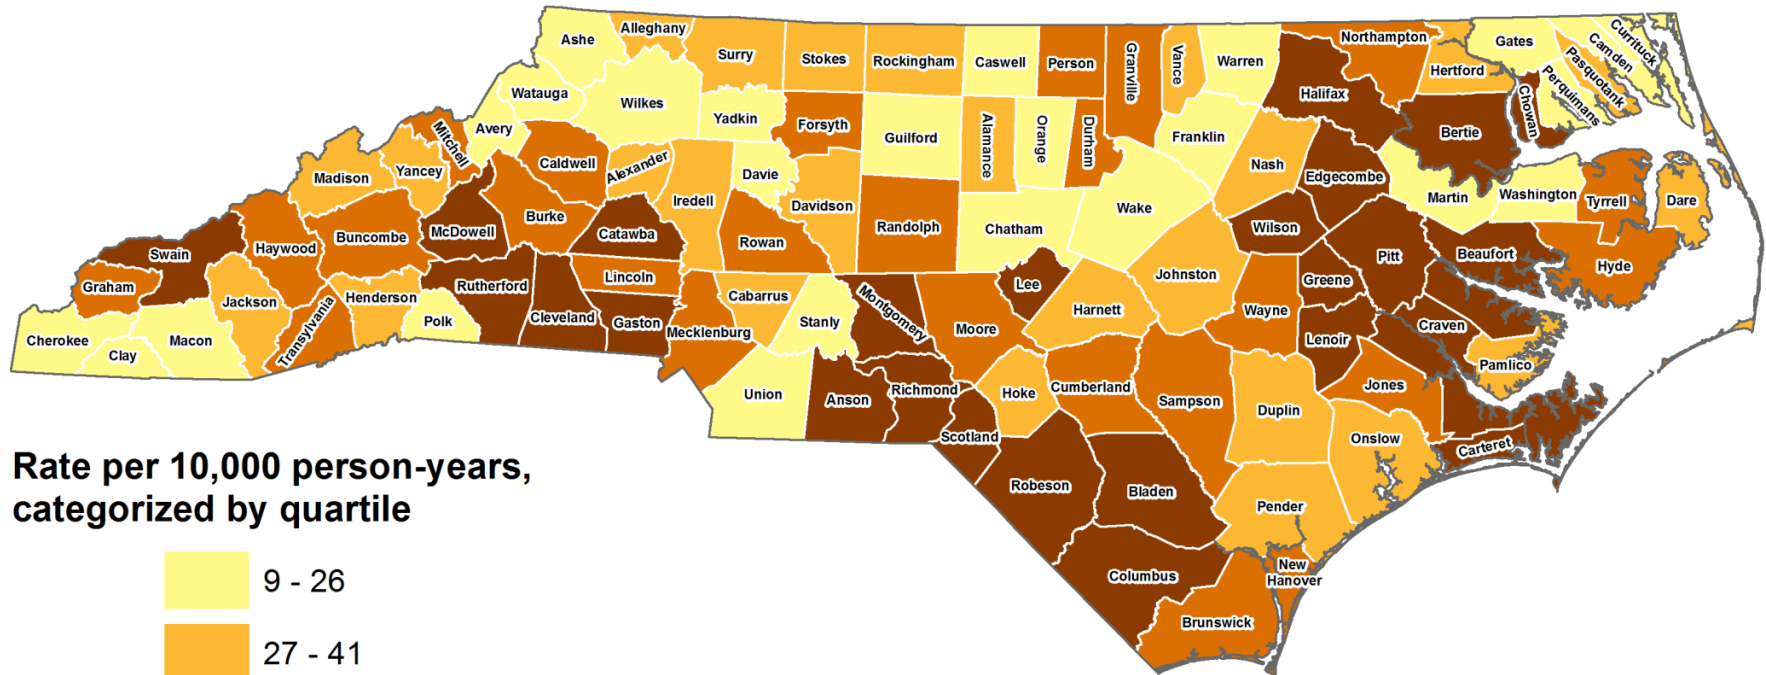 Ashe
Alleghany
Surry
Stokes
Rockingham
Caswell
Person
Granville
Vance
Warren
Northampton
Hertford
Gates
Camden
Currituck
Pasquotank
Perquimans
Chowan
Watauga
Wilkes
Yadkin
Forsyth
Guilford
Alamance
Orange
Durham
Franklin
Halifax
Bertie
Mitchell
Avery
Caldwell
Alexander
Davie
Nash
Edgecombe
Martin
Washington
Tyrrell
Dare
Madison
Yancey
Iredell
Davidson
Randolph
Chatham
Wake
Wilson
Haywood
Buncombe
McDowell
Burke
Catawba
Rowan
Pitt
Beaufort
Hyde
Swain
Graham
Jackson
Transylvania
Henderson
Rutherford
Lincoln
Cabarrus
Montgomery
Lee
Johnston
Greene
Harnett
Wayne
Craven
Cherokee
Clay
Macon
Polk
Cleveland
Gaston
Mecklenburg
Stanly
Moore
Lenoir
Pamlico
Union
Anson
Richmond
Hoke
Cumberland
Sampson
Duplin
Jones
Onslow
Carteret
Scotland
Robeson
Bladen
Pender
Columbus
New
Hanover
Brunswick
Rate per 10,000 person-years,
categorized by quartile
9 - 26
27 - 41